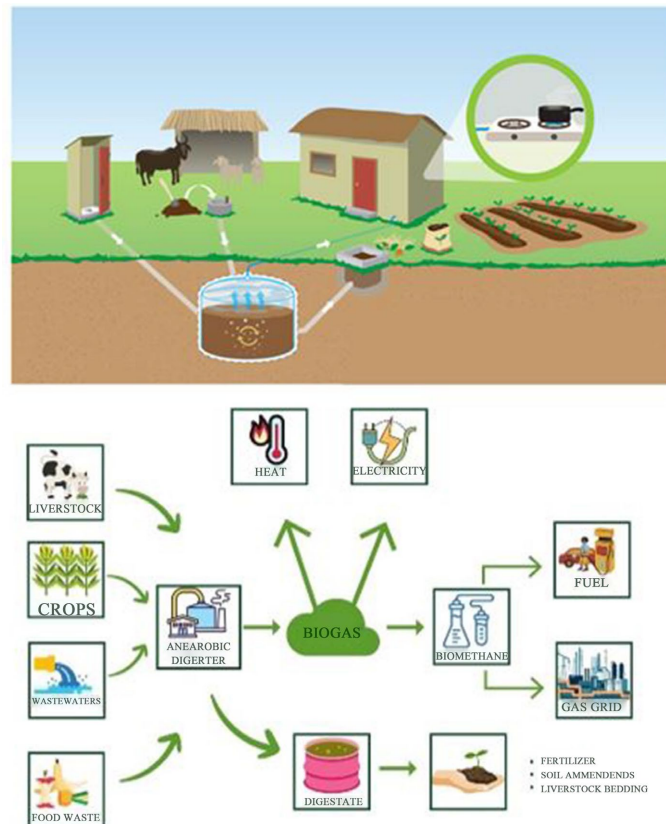 HEAT
ELECTRICITY
LIVERSTOCK
CROPS
FUEL
ANEAROBIC
DIGERTER
BIOGAS
BIOMETHANE
WASTEWATERS
GAS GRID
FOOD WASTE
DIGESTATE
• FERTILIZER
• SOIL AMMENDENDS
• LIVERSTOCK BEDDING